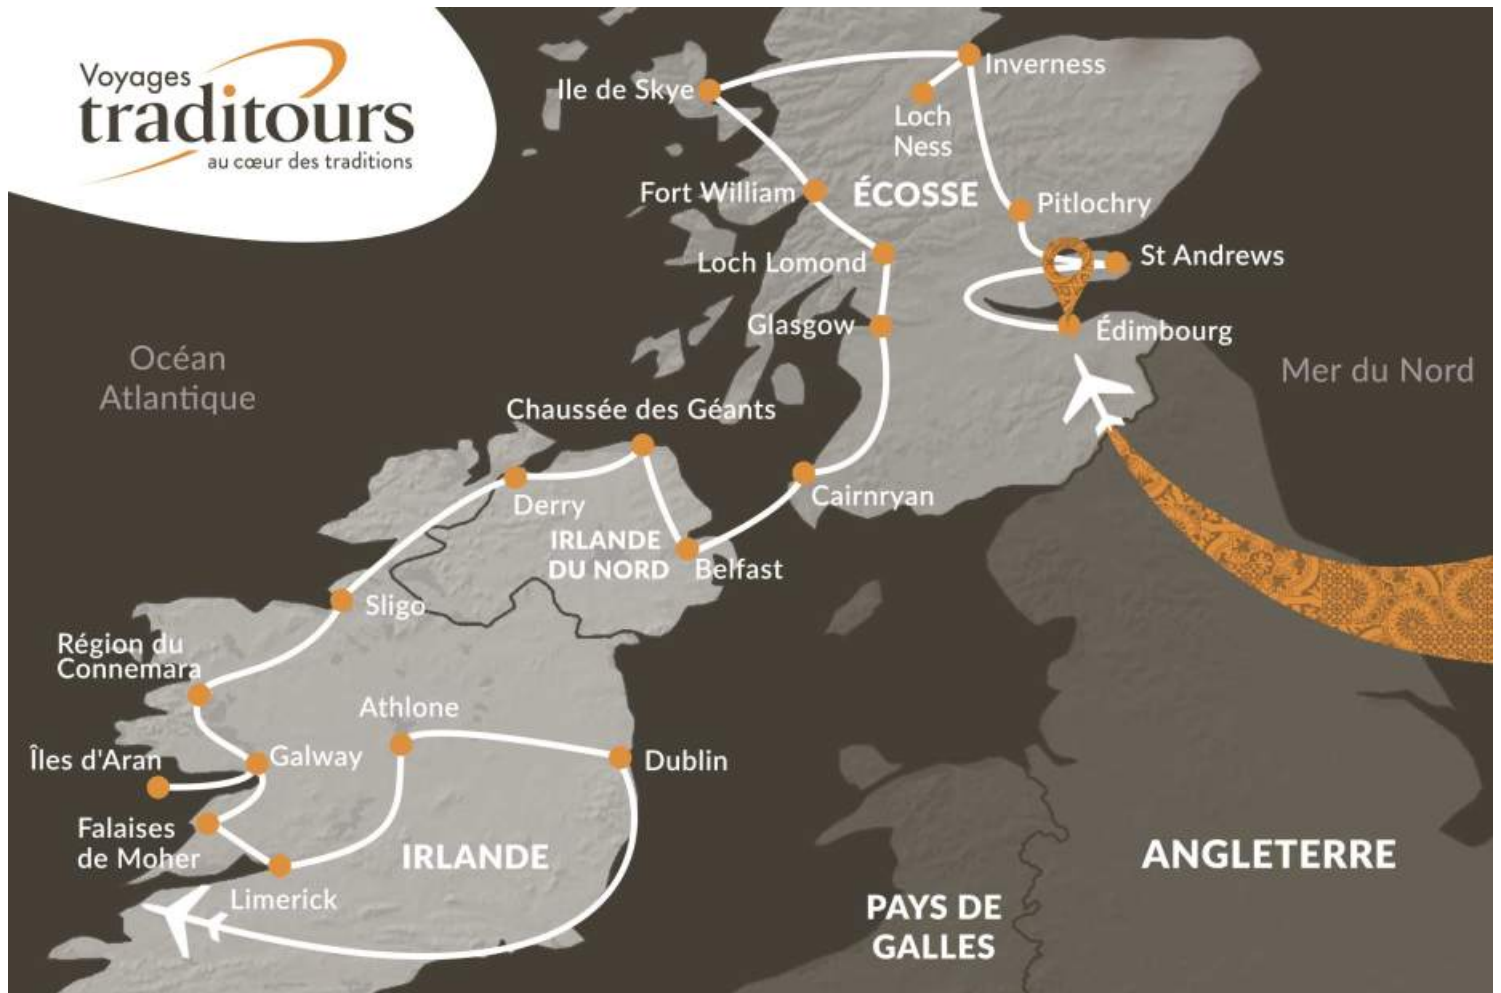 Voyages
traditours
au cœur des traditions
Inverness
Ile de Skye
Loch
Ness
Fort William
ÉCOSSE
Pitlochry
St Andrews
Loch Lomond
Glasgow
Édimbourg
Océan
Atlantique
Mer du Nord
Chaussée des Géants
Cairnryan
Derry
IRLANDE
DU NORD
Belfast
Sligo
Région du
Connemara
Athlone
Îles d'Aran
Galway
Dublin
Falaises
de Moher
IRLANDE
ANGLETERRE
Limerick
PAYS DE
GALLES